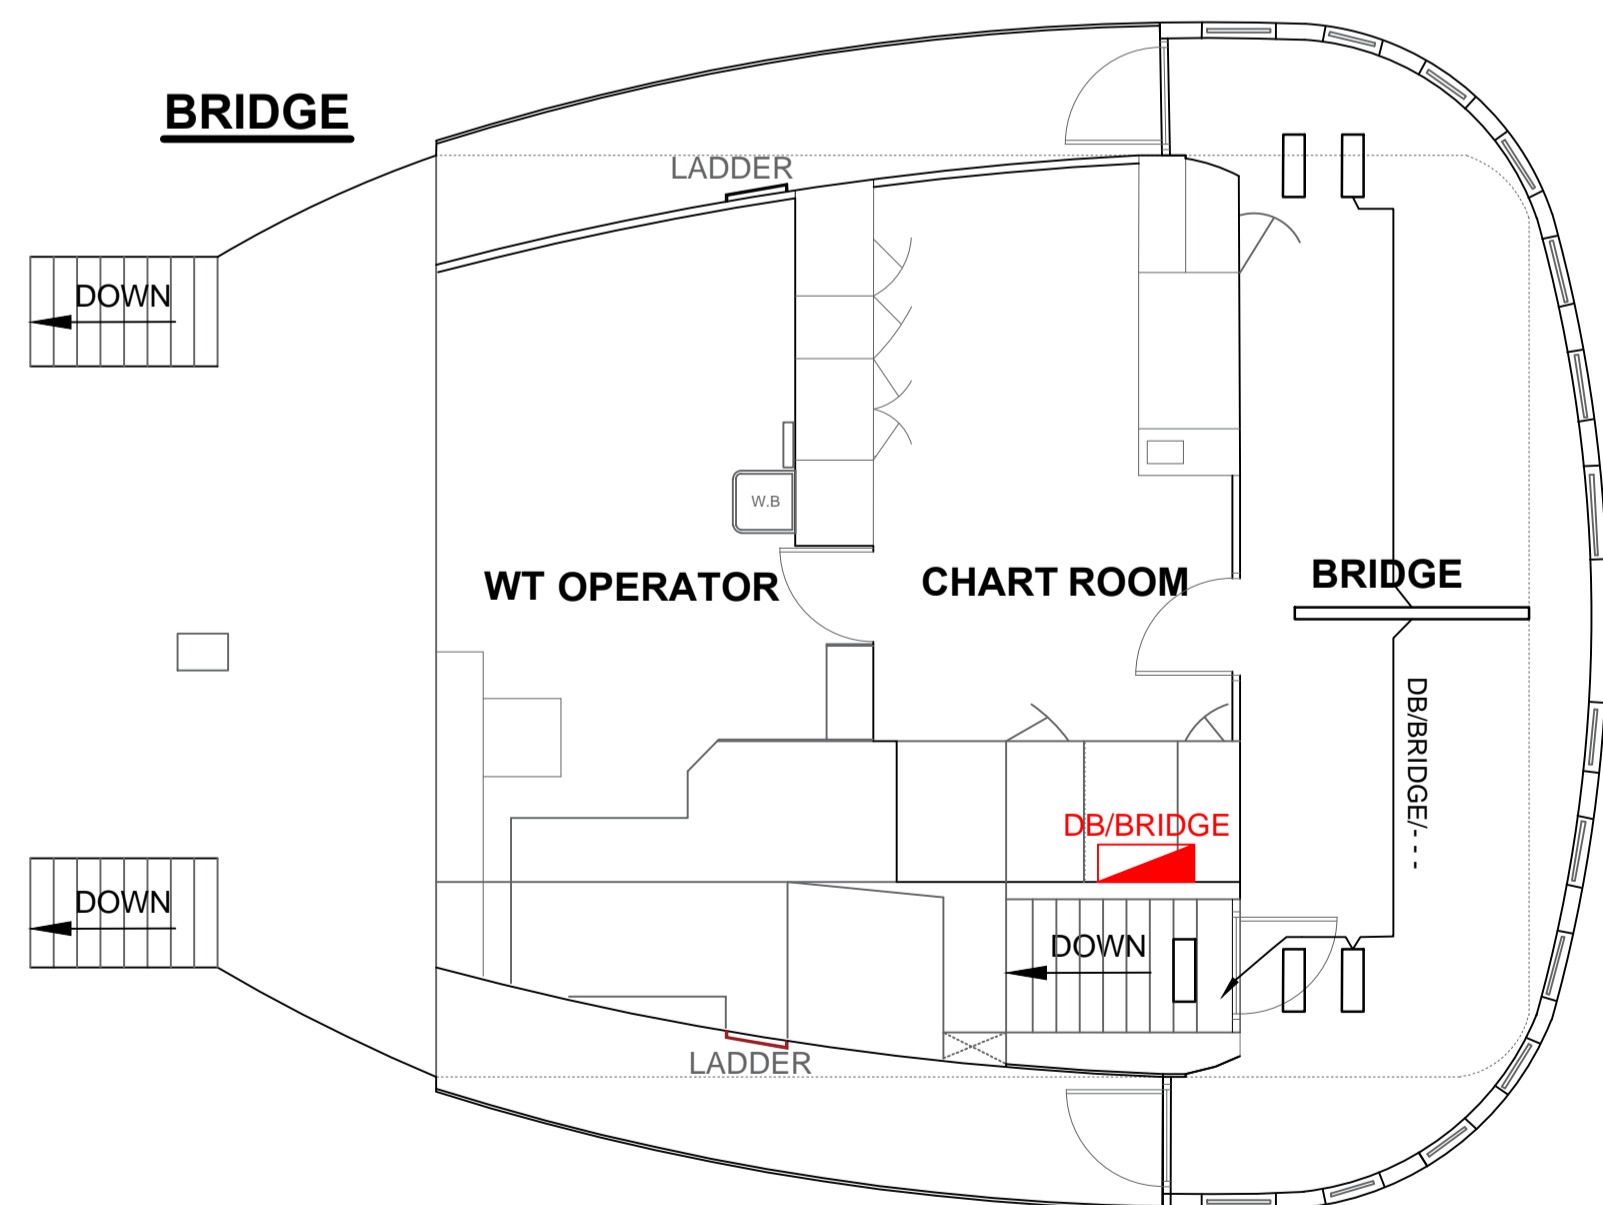 BRIDGE
LADDER
DOWN
W.B
WT OPERATOR
CHART ROOM
BRIDGE
DB/BRIDGE/- - -
DB/BRIDGE
DOWN
DOWN
LADDER